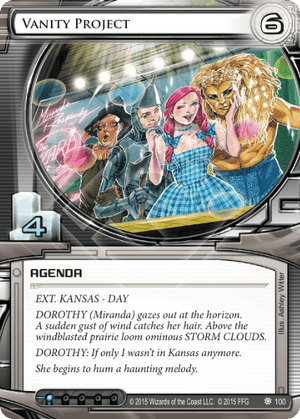 VANITY PROJECT
6
Miranda
Rhapsody
4
AGENDA
EXT. KANSAS - DAY
DOROTHY (Miranda) gazes out at the horizon.
A sudden gust of wind catches her hair. Above the
windblasted prairie loom ominous STORM CLOUDS.
DOROTHY: If only I wasn't in Kansas anymore.
She begins to hum a haunting melody.
Illus. Ashley Witter
© 2015 Wizards of the Coast LLC. © 2015 FFG
100